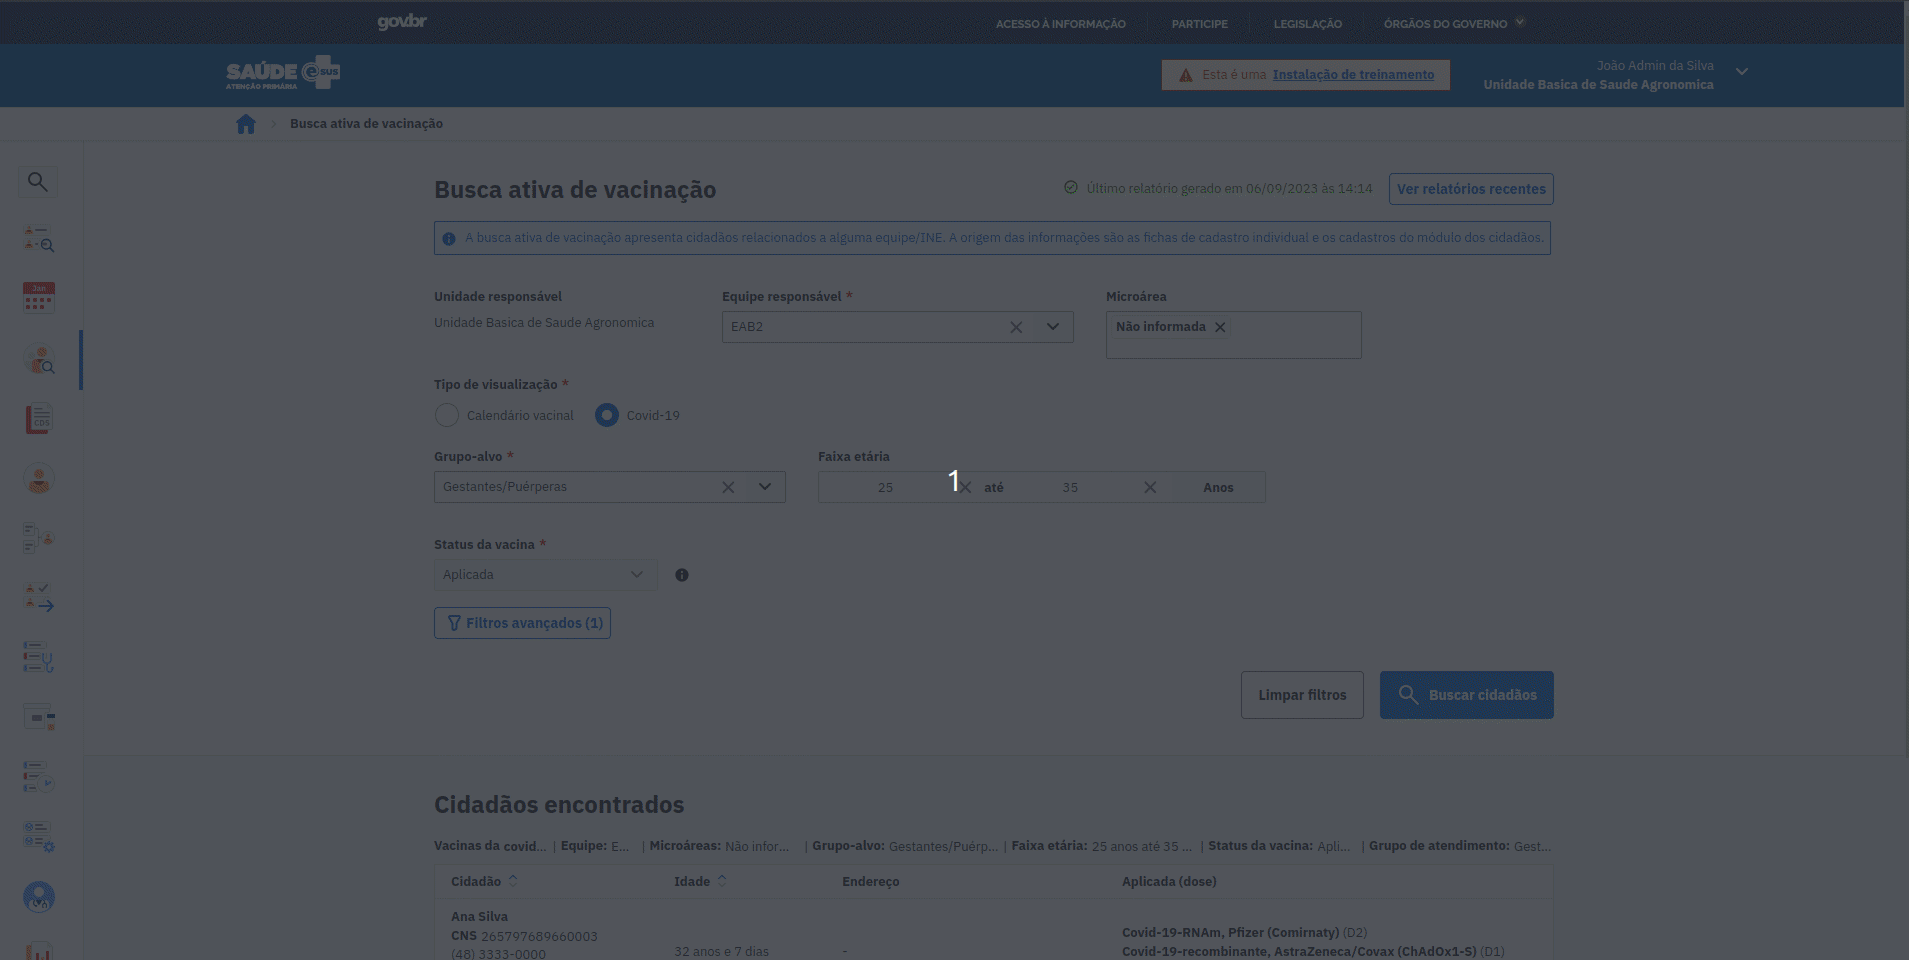 gov.br
ACESSO À INFORMAÇÃO PARTICIPE LEGISLAÇÃO ÓRGÃOS DO GOVERNO
SAÚDE e SUS
ATENÇÃO PRIMÁRIA
Esta é uma Instalação de treinamento
João Admin da Silva
Unidade Basica de Saude Agronomica
Busca ativa de vacinação
Busca ativa de vacinação
Último relatório gerado em 06/09/2023 às 14:14
Ver relatórios recentes
A busca ativa de vacinação apresenta cidadãos relacionados a alguma equipe/INE. A origem das informações são as fichas de cadastro individual e os cadastros do módulo dos cidadãos.
Unidade responsável
Unidade Basica de Saude Agronomica
Equipe responsável *
EAB2
Microárea
Não informada
Tipo de visualização *
Calendário vacinal Covid-19
Grupo-alvo *
Gestantes/Puérperas
Faixa etária
25 até 35 Anos
1
Status da vacina *
Aplicada
Filtros avançados (1)
Limpar filtros Buscar cidadãos
Jan
CDS
Cidadãos encontrados
Vacinas da covid... | Equipe: E... | Microáreas: Não infor... | Grupo-alvo: Gestantes/Puérp... | Faixa etária: 25 anos até 35 ... | Status da vacina: Apli... | Grupo de atendimento: Gest...
Cidadão Idade Endereço Aplicada (dose)
Ana Silva
CNS 265797689660003
(48) 3333-0000
32 anos e 7 dias
-
Covid-19-RNAm, Pfizer (Comirnaty) (D2)
Covid-19-recombinante, AstraZeneca/Covax (ChAdOx1-S) (D1)